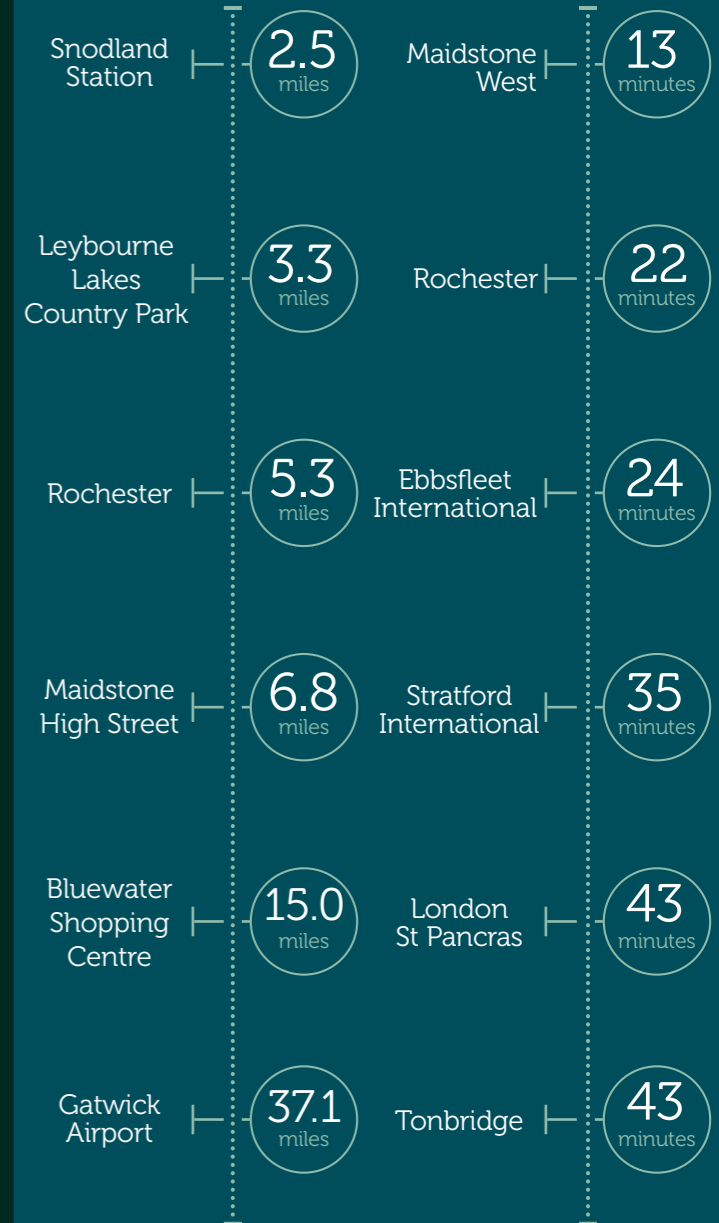 Snodland
Station
2.5
miles
Leybourne
Lakes
Country Park
3.3
miles
Rochester
5.3
miles
Maidstone
High Street
6.8
miles
Bluewater
Shopping
Centre
15.0
miles
Gatwick
Airport
37.1
miles
Maidstone
West
13
minutes
Rochester
22
minutes
Ebbsfleet
International
24
minutes
Stratford
International
35
minutes
London
St Pancras
43
minutes
Tonbridge
43
minutes